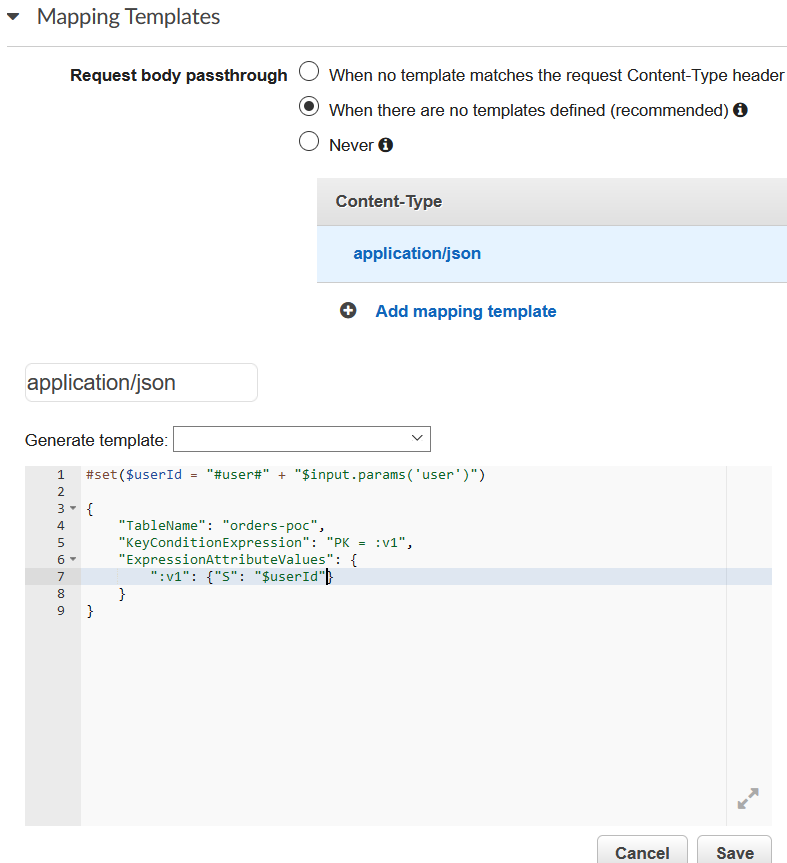 Mapping Templates
Request body passthrough
When no template matches the request Content-Type header
When there are no templates defined (recommended)
Never
Content-Type
application/json
Add mapping template
application/json
Generate template:
1 #set($userId = "#user#" + "$input.params('user')")
2
3 {
4     "TableName": "orders-poc",
5     "KeyConditionExpression": "PK = :v1",
6     "ExpressionAttributeValues": {
7         ":v1": {"S": "$userId"}
8     }
9 }
Cancel
Save